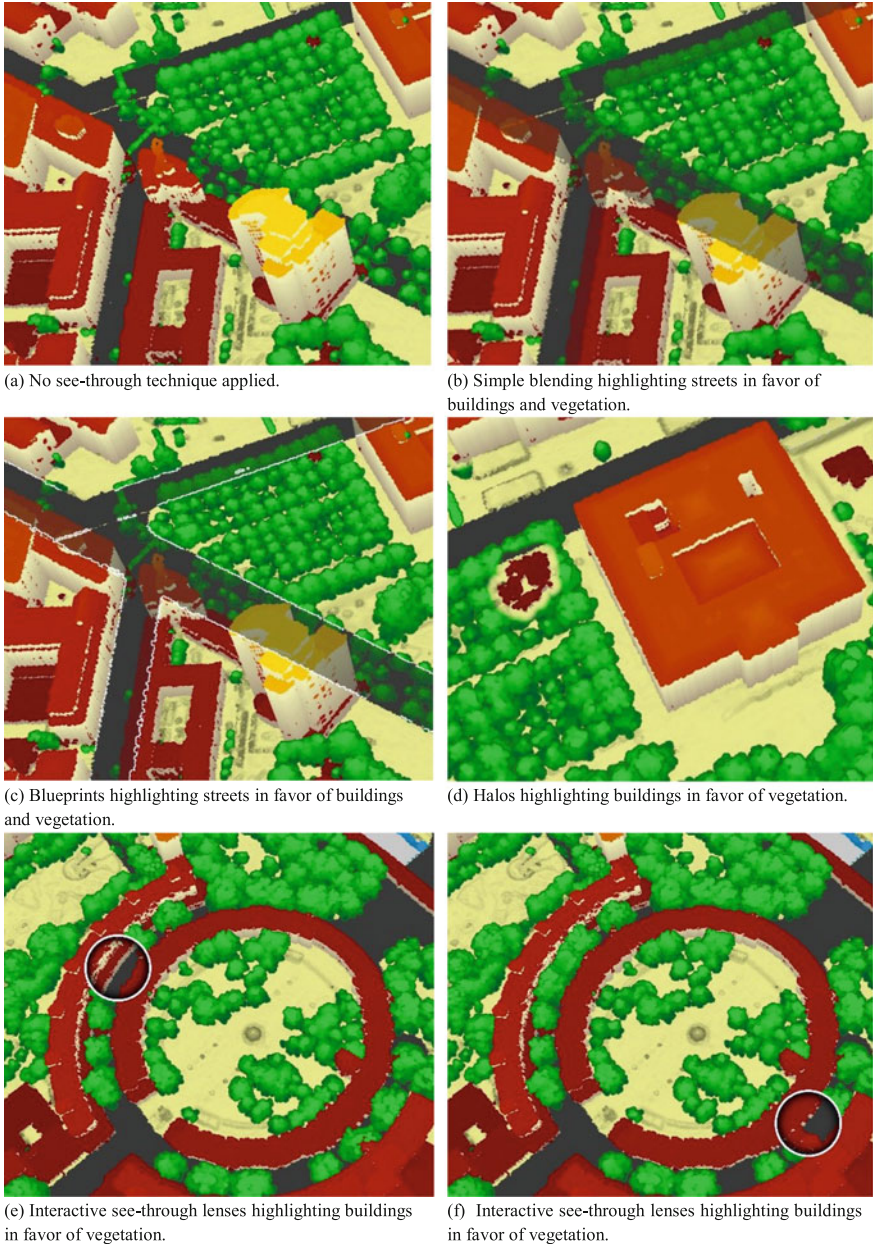 (a) No see-through technique applied.
(b) Simple blending highlighting streets in favor of
buildings and vegetation.
(c) Blueprints highlighting streets in favor of buildings
and vegetation.
(d) Halos highlighting buildings in favor of vegetation.
(e) Interactive see-through lenses highlighting buildings
in favor of vegetation.
(f) Interactive see-through lenses highlighting buildings
in favor of vegetation.